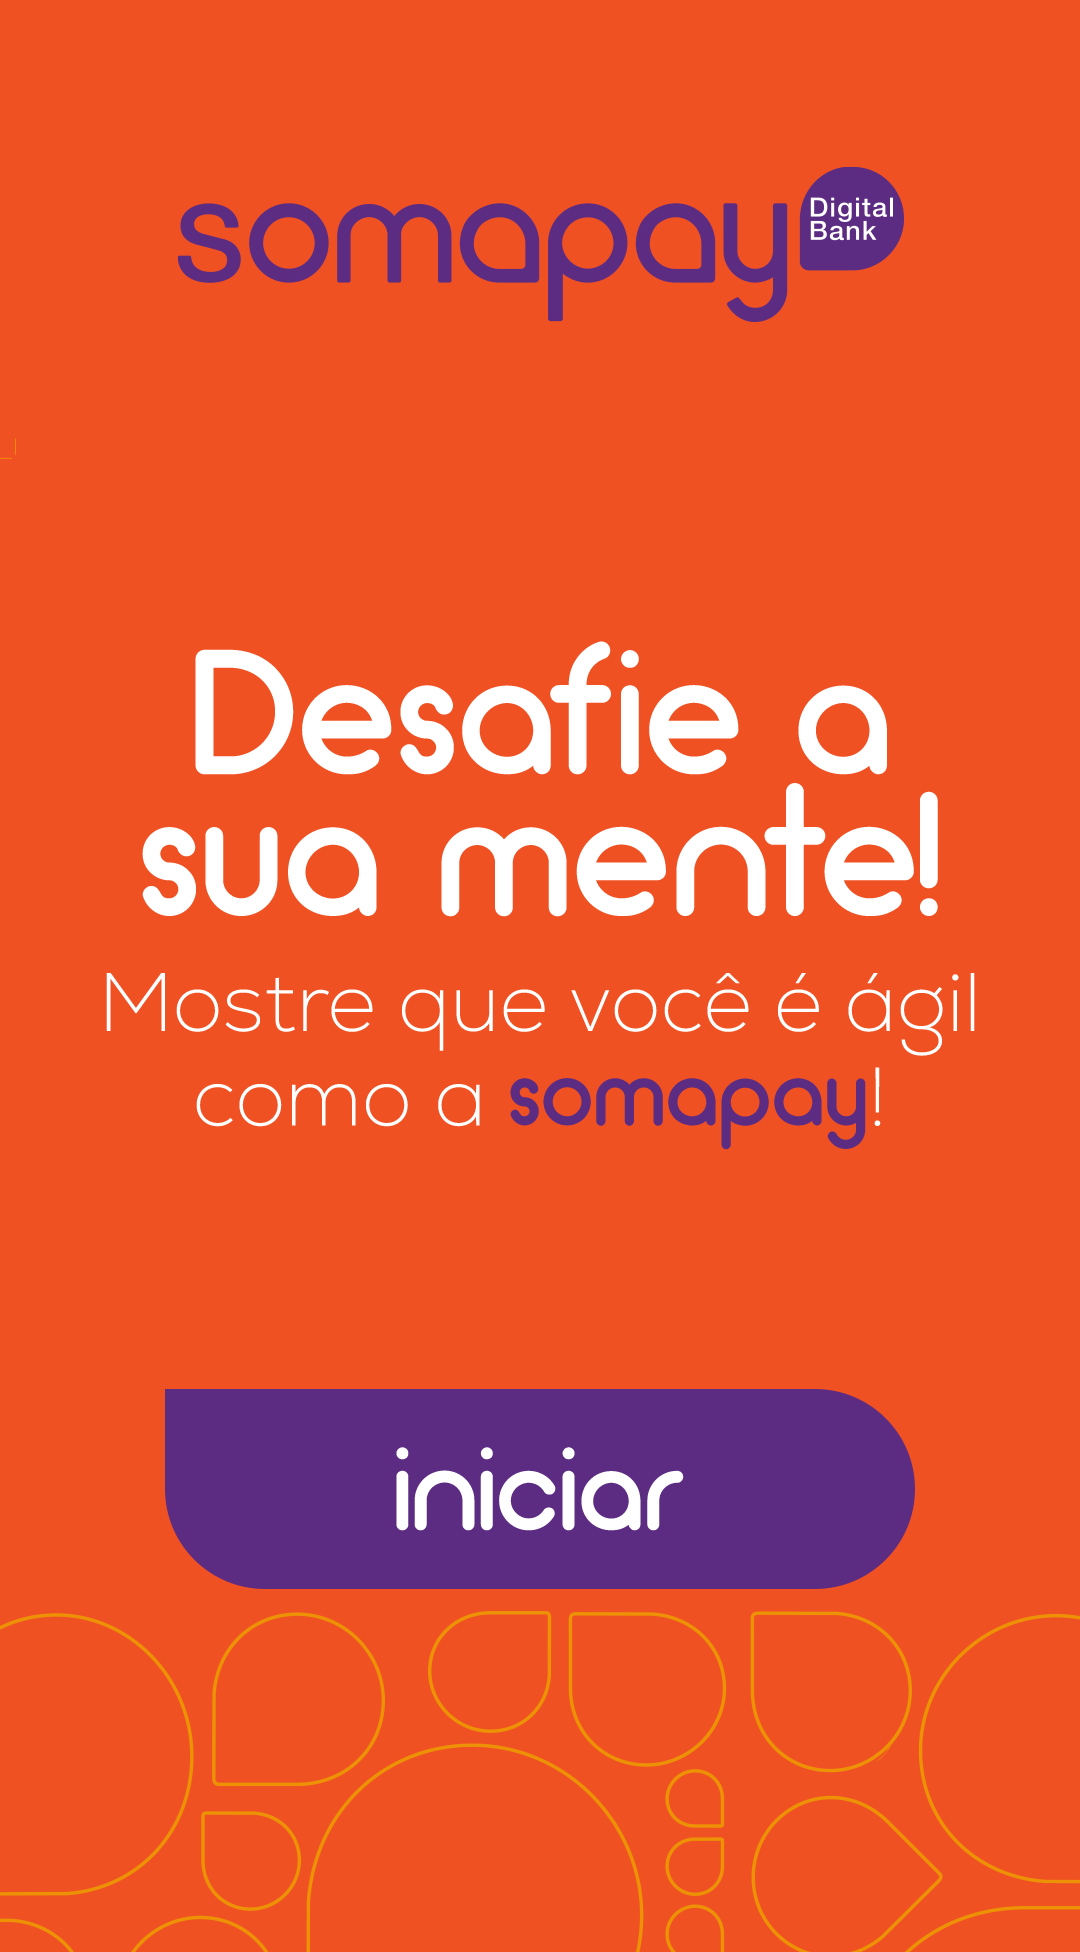 somapay
Digital
Bank
Desafie a
sua mente!
Mostre que você é ágil
como a somapay!
iniciar